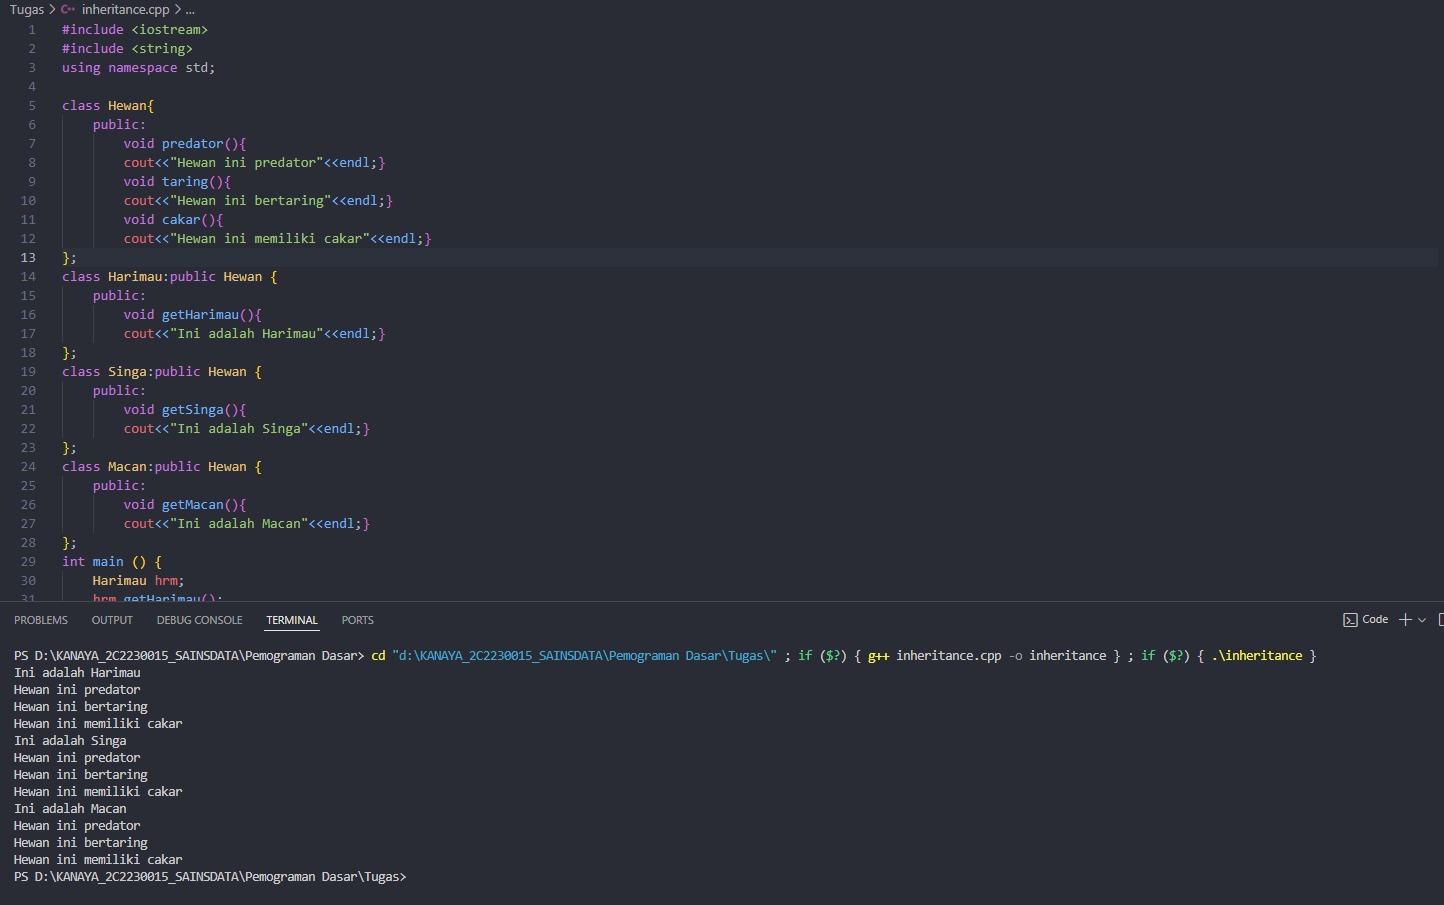 Tugas > C++ inheritance.cpp > ...
1 #include <iostream>
2 #include <string>
3 using namespace std;
4
5 class Hewan{
6 public:
7 void predator(){
8 cout<<"Hewan ini predator"<<endl;}
9 void taring(){
10 cout<<"Hewan ini bertaring"<<endl;}
11 void cakar(){
12 cout<<"Hewan ini memiliki cakar"<<endl;}
13 };
14 class Harimau:public Hewan {
15 public:
16 void getHarimau(){
17 cout<<"Ini adalah Harimau"<<endl;}
18 };
19 class Singa:public Hewan {
20 public:
21 void getSinga(){
22 cout<<"Ini adalah Singa"<<endl;}
23 };
24 class Macan:public Hewan {
25 public:
26 void getMacan(){
27 cout<<"Ini adalah Macan"<<endl;}
28 };
29 int main () {
30 Harimau hrm;
31 hrm.getHarimau();
PROBLEMS OUTPUT DEBUG CONSOLE TERMINAL PORTS Code
PS D:\KANAYA_2C2230015_SAINSDATA\Pemograman Dasar> cd "d:\KANAYA_2C2230015_SAINSDATA\Pemograman Dasar\Tugas\" ; if ($?) { g++ inheritance.cpp -o inheritance } ; if ($?) { .\inheritance }
Ini adalah Harimau
Hewan ini predator
Hewan ini bertaring
Hewan ini memiliki cakar
Ini adalah Singa
Hewan ini predator
Hewan ini bertaring
Hewan ini memiliki cakar
Ini adalah Macan
Hewan ini predator
Hewan ini bertaring
Hewan ini memiliki cakar
PS D:\KANAYA_2C2230015_SAINSDATA\Pemograman Dasar\Tugas>